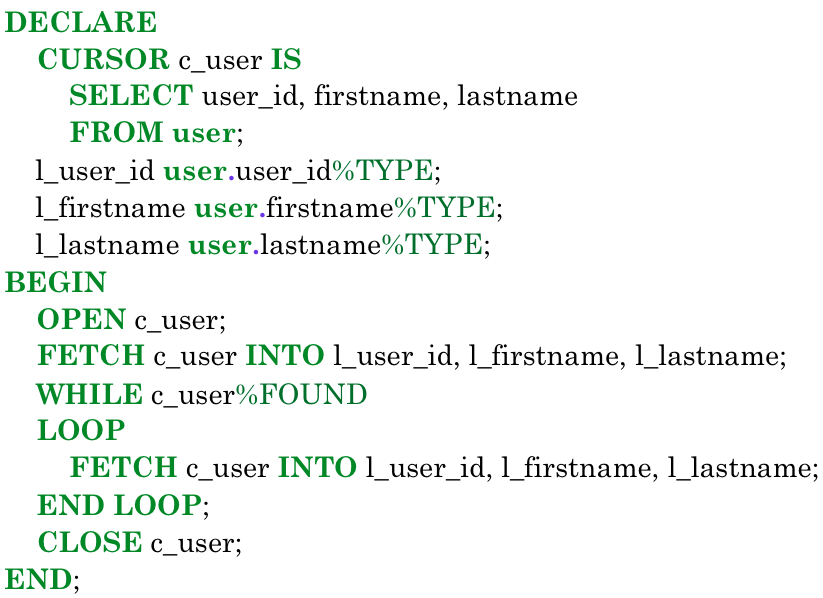 DECLARE
CURSOR c_user IS
SELECT user_id, firstname, lastname
FROM user;
l_user_id user.user_id%TYPE;
l_firstname user.firstname%TYPE;
l_lastname user.lastname%TYPE;
BEGIN
OPEN c_user;
FETCH c_user INTO l_user_id, l_firstname, l_lastname;
WHILE c_user%FOUND
LOOP
FETCH c_user INTO l_user_id, l_firstname, l_lastname;
END LOOP;
CLOSE c_user;
END;